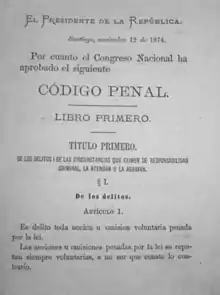 EL PRESIDENTE DE LA REPÚBLICA.
Santiago, noviembre 12 de 1874.
Por cuanto el Congreso Nacional ha
aprobado el siguiente
CÓDIGO PENAL.
LIBRO PRIMERO.
TÍTULO PRIMERO.
DE LOS DELITOS I DE LAS CIRCUNSTANCIAS QUE EXIMEN DE RESPONSABILIDAD
CRIMINAL, LA ATENÚAN O LA AGRAVAN.
§ I.
De los delitos.
ARTÍCULO 1.
Es delito toda accion u omision voluntaria penada
por la lei.
Las acciones u omisiones penadas por la lei se repu-
tan siempre voluntarias, a no ser que conste lo con-
trario.